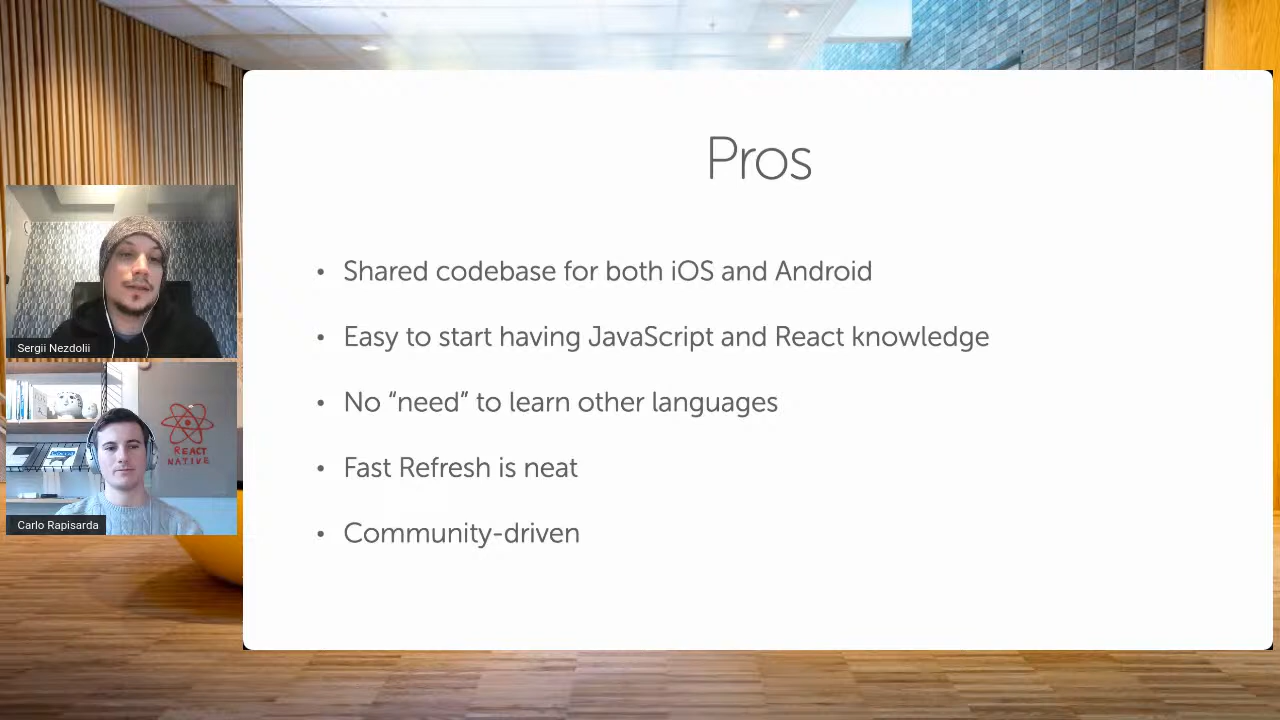 Pros
• Shared codebase for both iOS and Android
• Easy to start having JavaScript and React knowledge
• No “need” to learn other languages
• Fast Refresh is neat
• Community-driven
Sergii Nezdolii
REACT
NATIVE
Carlo Rapisarda